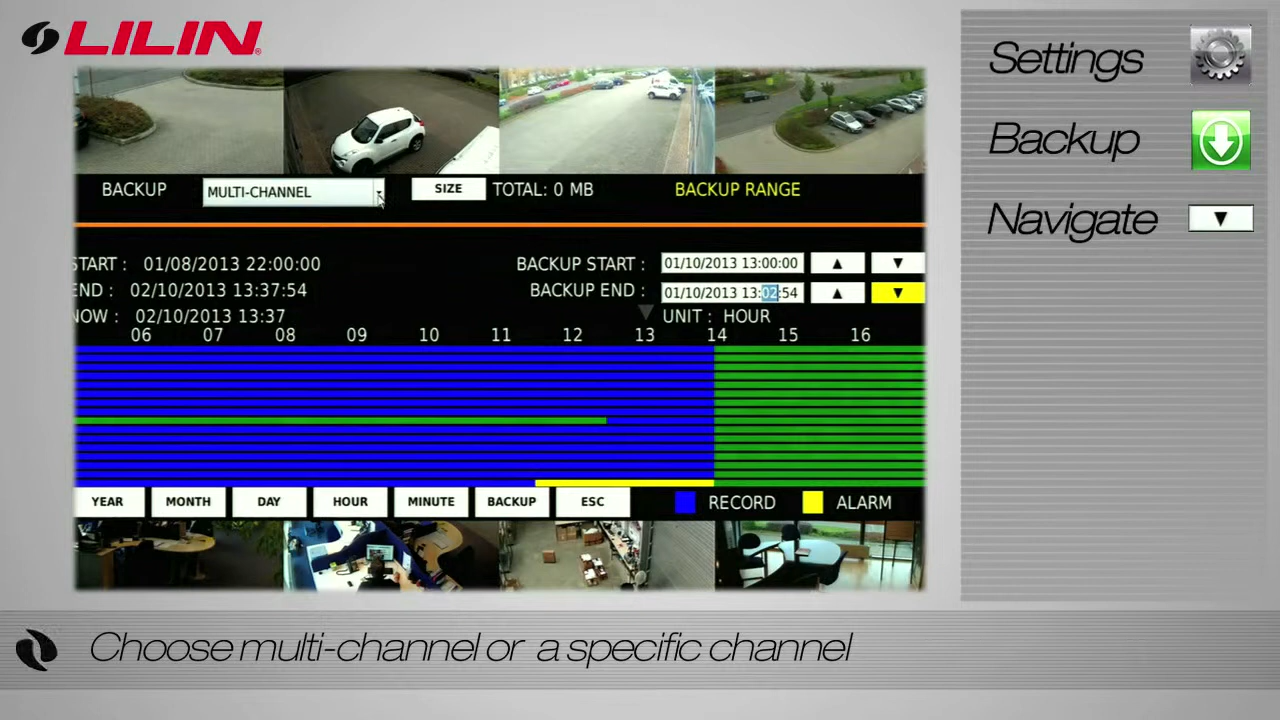 LILIN
Settings
Backup
Navigate
BACKUP MULTI-CHANNEL SIZE TOTAL: 0 MB BACKUP RANGE
START : 01/08/2013 22:00:00 BACKUP START : 01/10/2013 13:00:00
END : 02/10/2013 13:37:54 BACKUP END : 01/10/2013 13:02:54
NOW : 02/10/2013 13:37 UNIT : HOUR
06 07 08 09 10 11 12 13 14 15 16
YEAR MONTH DAY HOUR MINUTE BACKUP ESC RECORD ALARM
Choose multi-channel or a specific channel